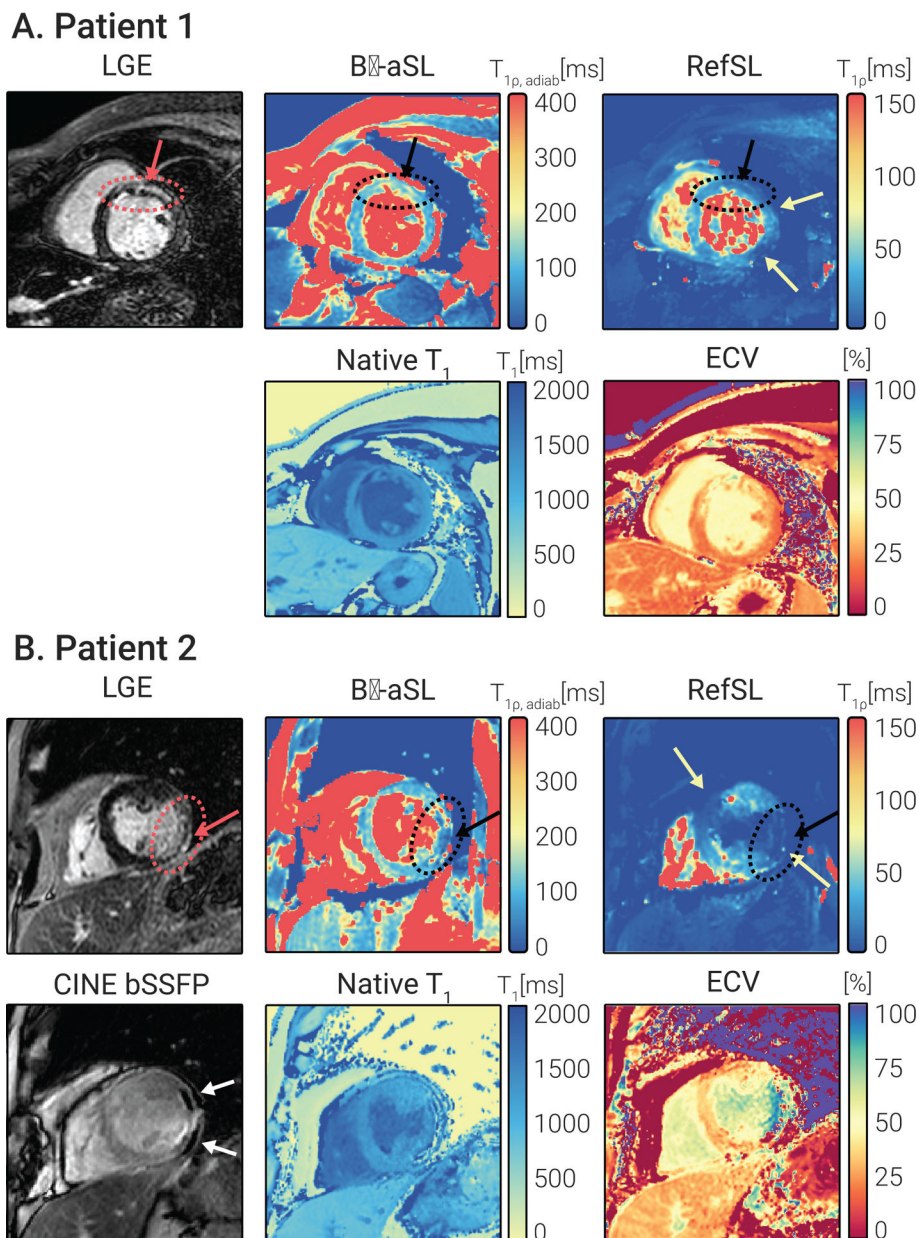 A. Patient 1
LGE
B-aSL
T1ρ, adiab[ms]
RefSL
T1ρ[ms]
400
300
200
100
0
150
100
50
0
Native T1
T1[ms]
ECV
[%]
2000
1500
1000
500
0
100
75
50
25
0
B. Patient 2
LGE
B-aSL
T1ρ, adiab[ms]
RefSL
T1ρ[ms]
400
300
200
100
0
150
100
50
0
CINE bSSFP
Native T1
T1[ms]
ECV
[%]
2000
1500
1000
500
0
100
75
50
25
0